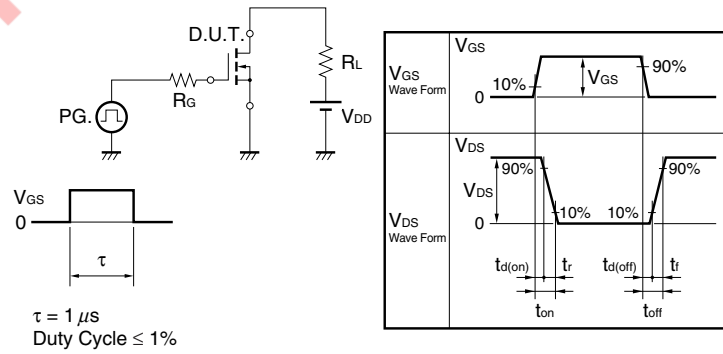 D.U.T.
RL
RG
PG.
VDD
VGS
0
τ
τ = 1 μs
Duty Cycle ≤ 1%
VGS
Wave Form
VGS
10%
0
VGS
90%
VDS
Wave Form
VDS
90%
90%
VDS
10%
10%
0
td(on)
tr
td(off)
tf
ton
toff